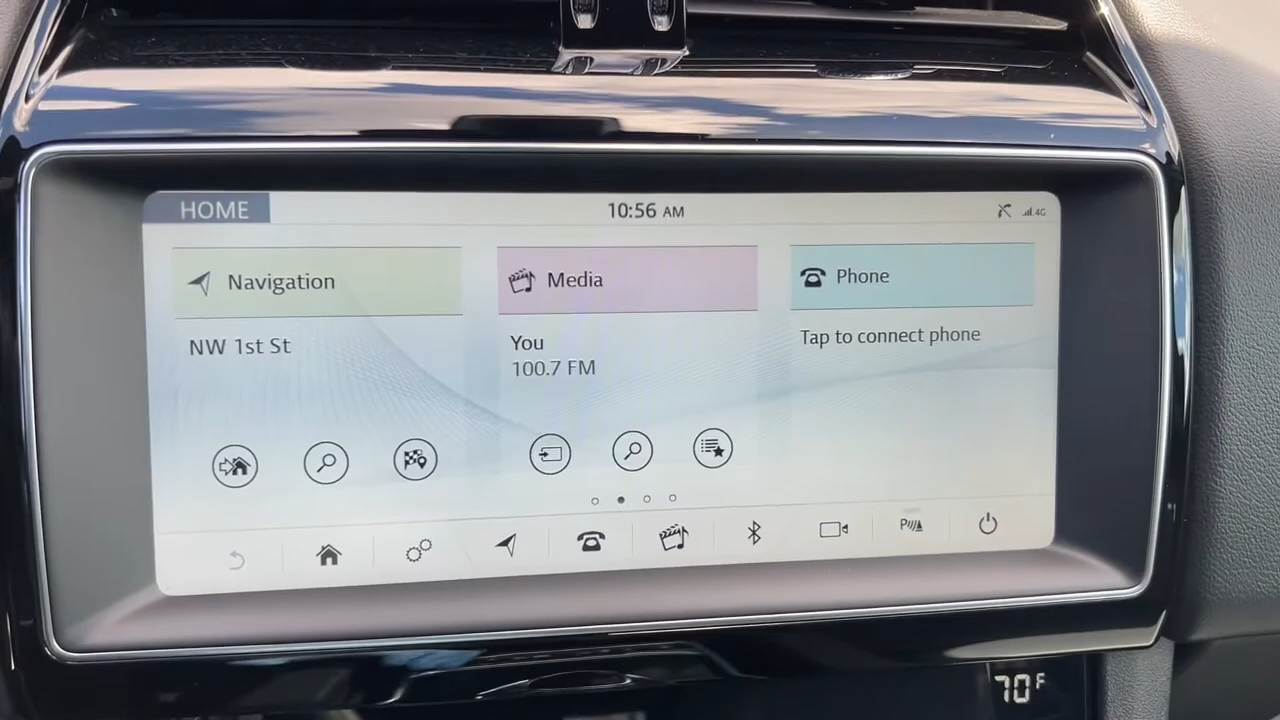 HOME
10:56 AM
4G
Navigation
Media
Phone
NW 1st St
You
100.7 FM
Tap to connect phone
P
70 F